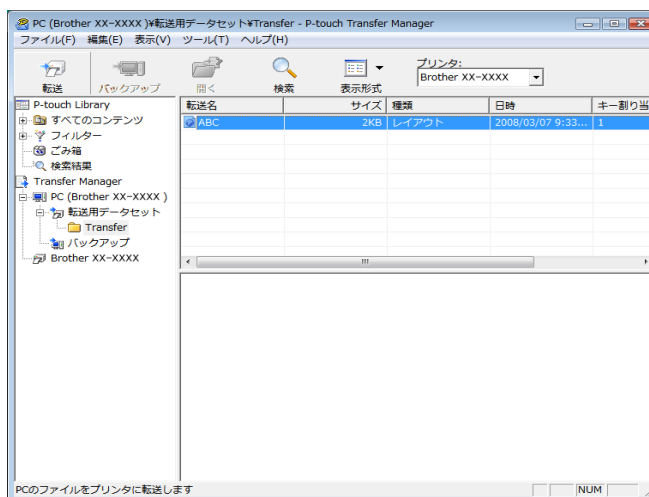 PC (Brother XX-XXXX )¥転送用データセット¥Transfer - P-touch Transfer Manager
ファイル(F) 編集(E) 表示(V) ツール(T) ヘルプ(H)
転送 バックアップ 開く 検索 表示形式 プリンタ:
Brother XX-XXXX
P-touch Library
すべてのコンテンツ
フィルター
ごみ箱
検索結果
Transfer Manager
PC (Brother XX-XXXX )
転送用データセット
Transfer
バックアップ
Brother XX-XXXX
転送名 サイズ 種類 日時 キー割り当
ABC 2KB レイアウト 2008/03/07 9:33... 1
PCのファイルをプリンタに転送します NUM